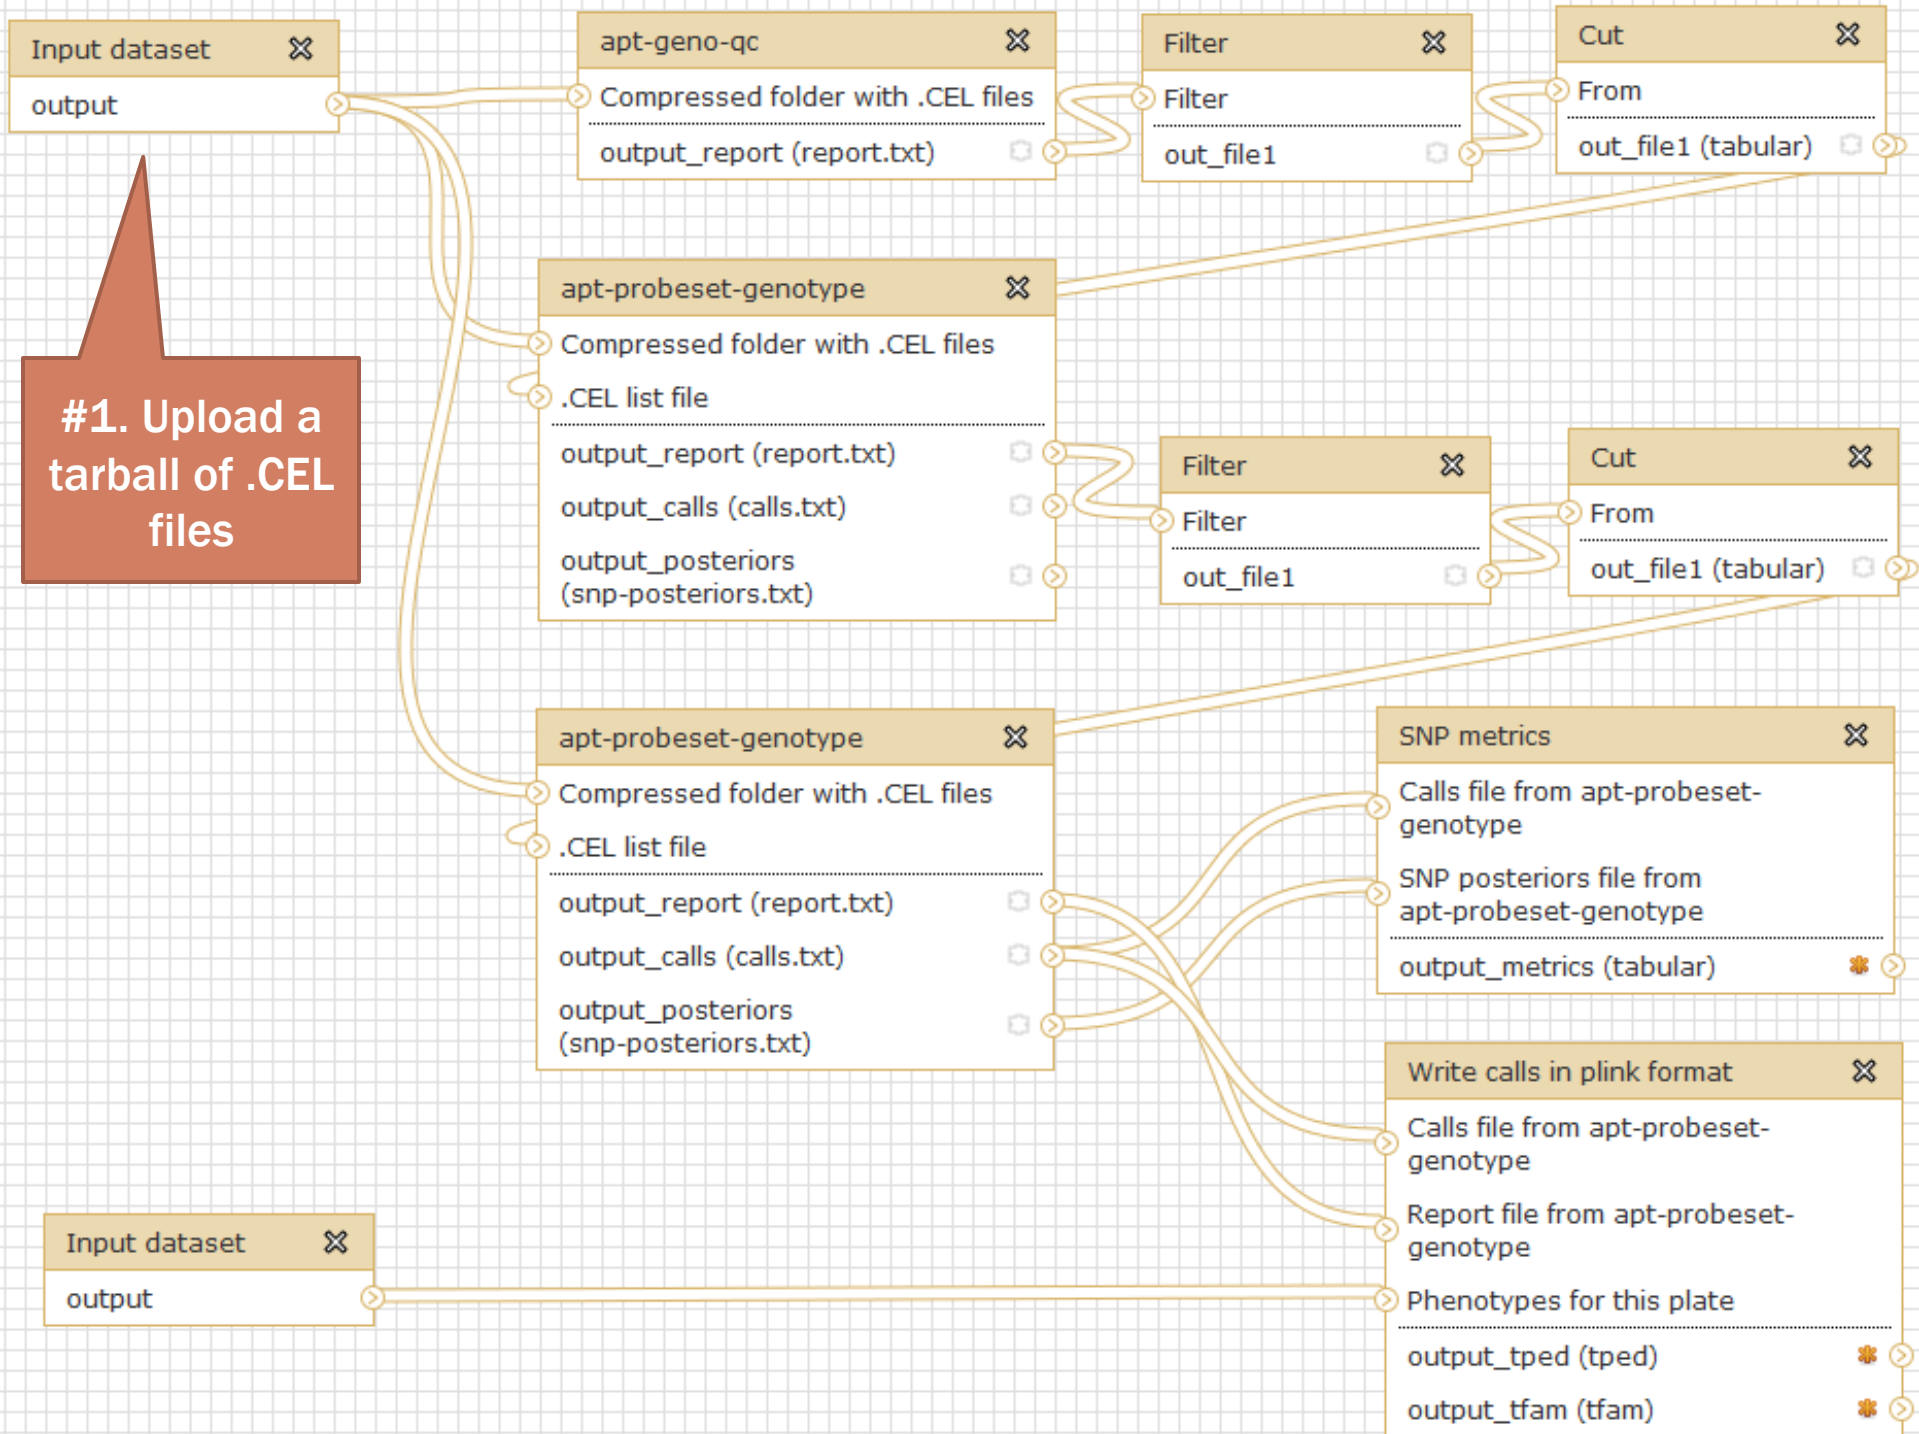 Input dataset
output
apt-geno-qc
Compressed folder with .CEL files
output_report (report.txt)
Filter
Filter
out_file1
Cut
From
out_file1 (tabular)
#1. Upload a
tarball of .CEL
files
apt-probeset-genotype
Compressed folder with .CEL files
.CEL list file
output_report (report.txt)
output_calls (calls.txt)
output_posteriors
(snp-posteriors.txt)
Filter
Filter
out_file1
Cut
From
out_file1 (tabular)
apt-probeset-genotype
Compressed folder with .CEL files
.CEL list file
output_report (report.txt)
output_calls (calls.txt)
output_posteriors
(snp-posteriors.txt)
SNP metrics
Calls file from apt-probeset-
genotype
SNP posteriors file from
apt-probeset-genotype
output_metrics (tabular)
Input dataset
output
Write calls in plink format
Calls file from apt-probeset-
genotype
Report file from apt-probeset-
genotype
Phenotypes for this plate
output_tped (tped)
output_tfam (tfam)